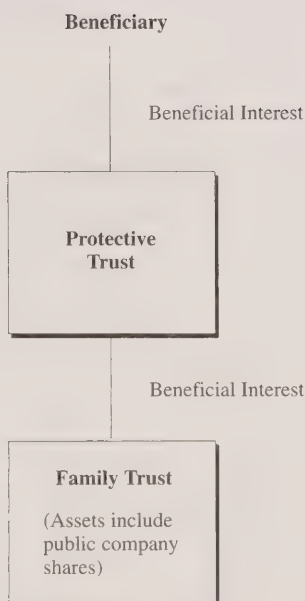 Beneficiary
Beneficial Interest
Protective
Trust
Beneficial Interest
Family Trust
(Assets include
public company
shares)